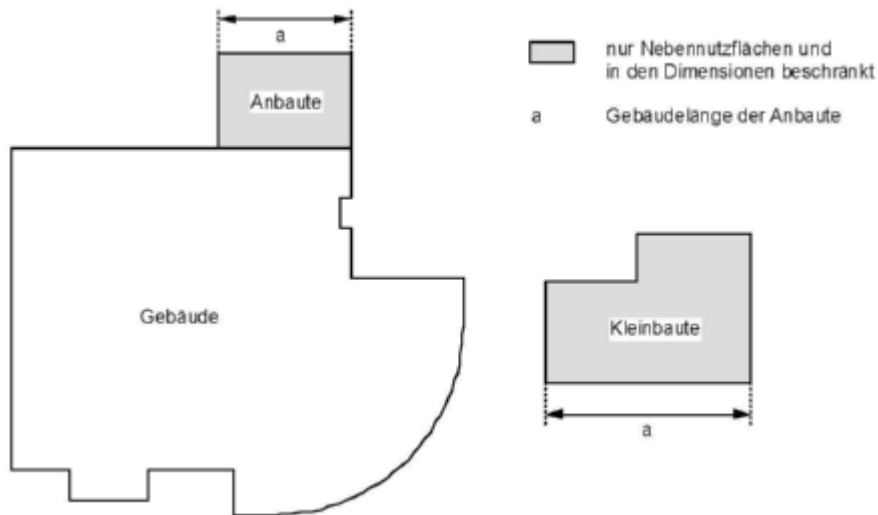 a
Anbaute
nur Nebennutzflächen und
in den Dimensionen beschränkt
a
Gebäudelänge der Anbaute
Gebäude
Kleinbaute
a